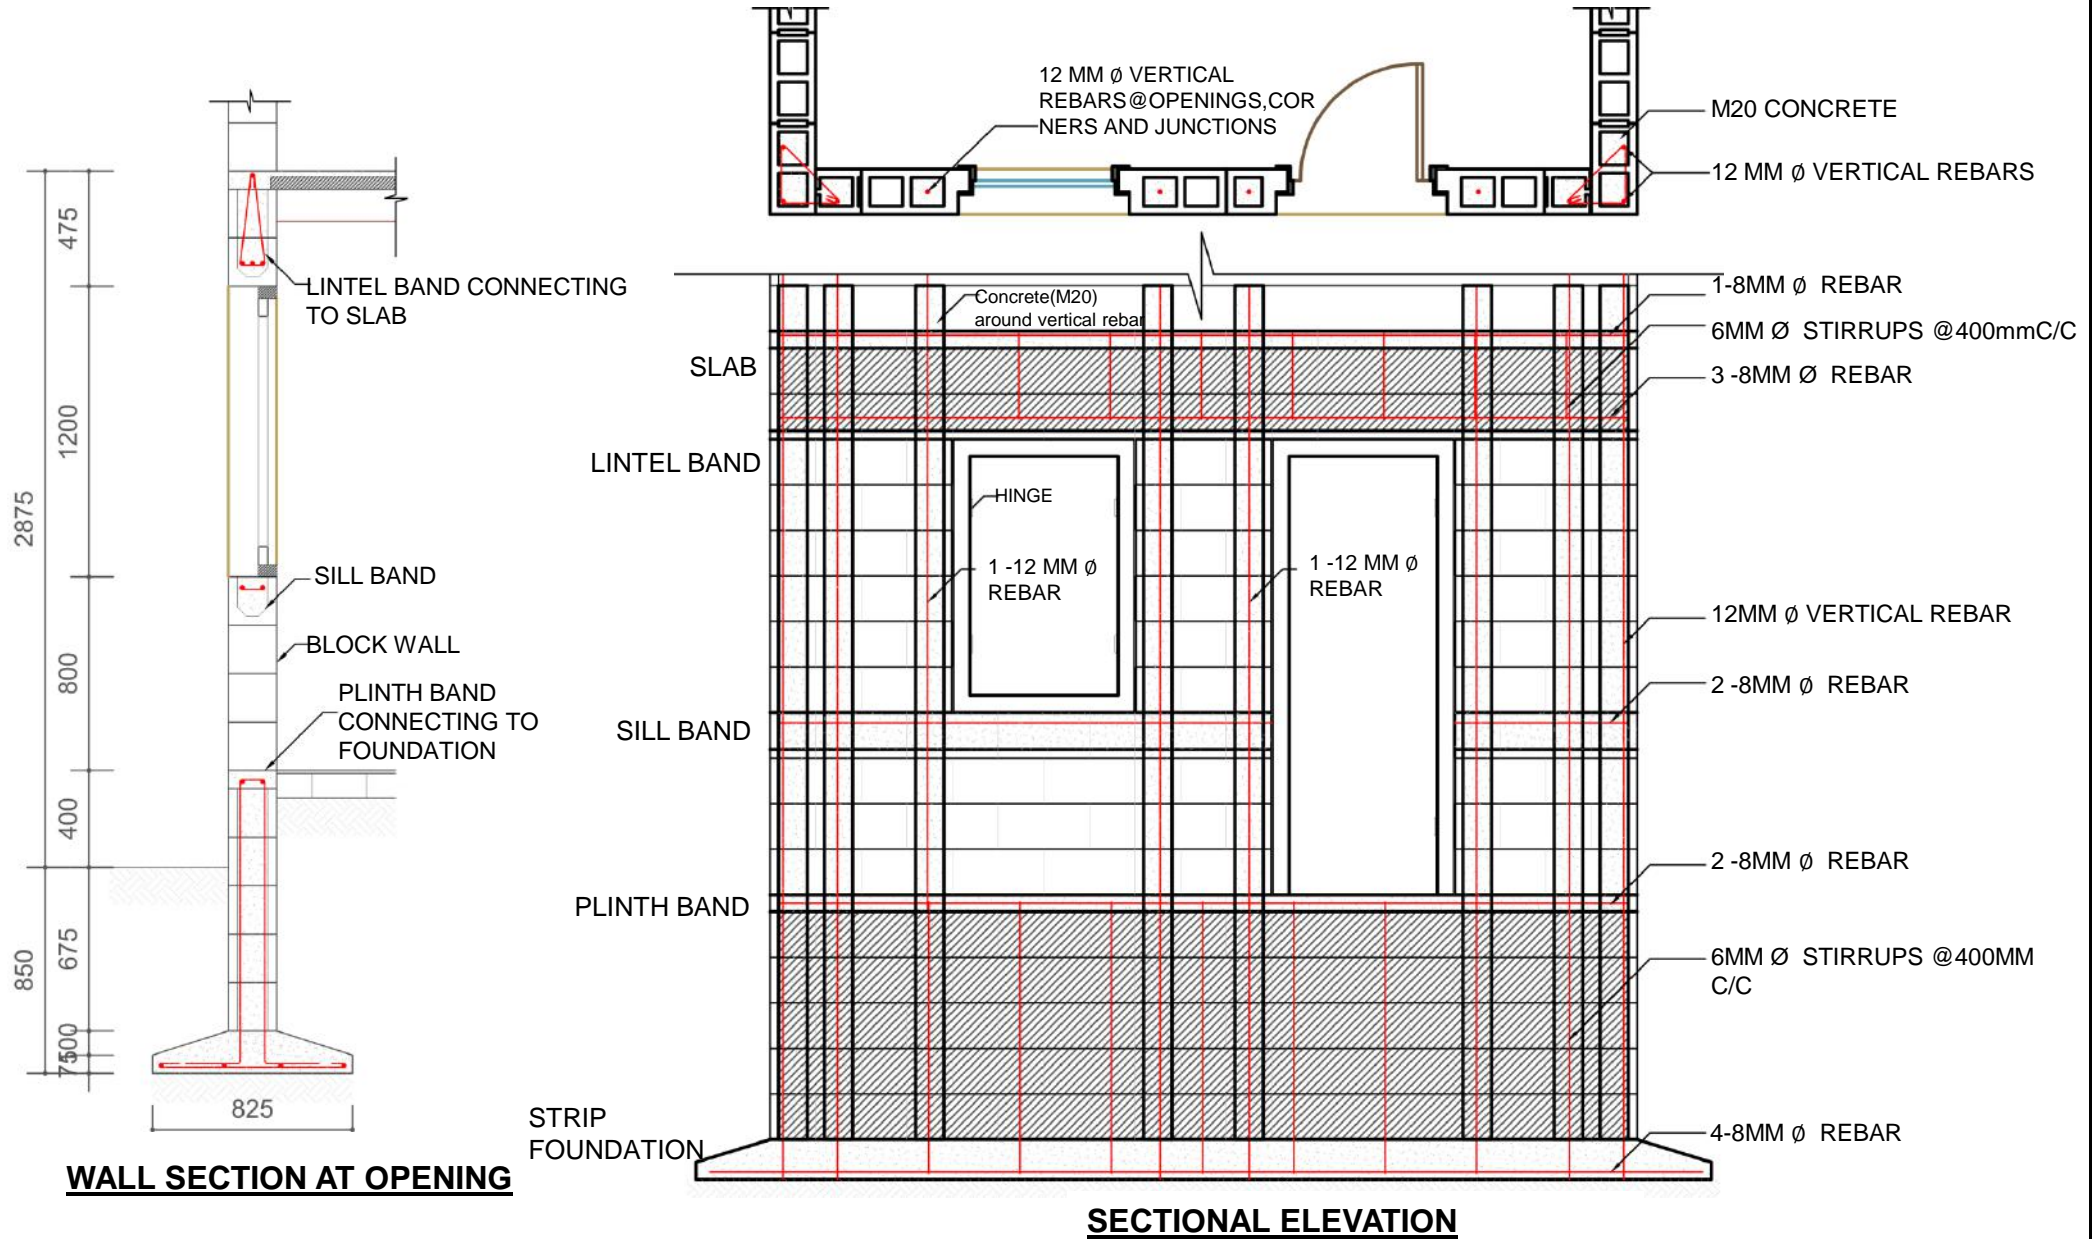 12 MM Ø VERTICAL
REBARS@OPENINGS,COR
NERS AND JUNCTIONS
M20 CONCRETE
12 MM Ø VERTICAL REBARS
475
1200
2875
800
400
675
850
100
75
825
LINTEL BAND CONNECTING
TO SLAB
SILL BAND
BLOCK WALL
PLINTH BAND
CONNECTING TO
FOUNDATION
WALL SECTION AT OPENING
Concrete(M20)
around vertical rebar
1-8MM Ø REBAR
6MM Ø STIRRUPS @400mmC/C
3 -8MM Ø REBAR
SLAB
LINTEL BAND
HINGE
1 -12 MM Ø
REBAR
1 -12 MM Ø
REBAR
12MM Ø VERTICAL REBAR
2 -8MM Ø REBAR
SILL BAND
2 -8MM Ø REBAR
PLINTH BAND
6MM Ø STIRRUPS @400MM
C/C
STRIP
FOUNDATION
4-8MM Ø REBAR
SECTIONAL ELEVATION